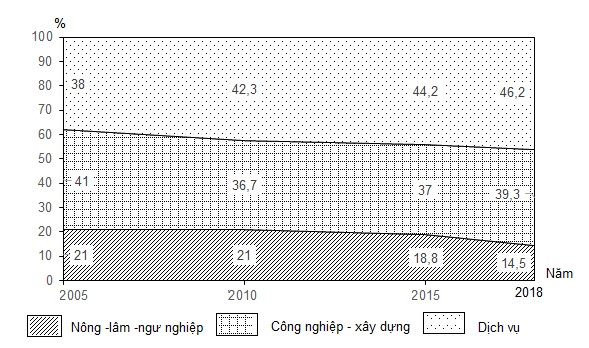 %
100
90
80
70
60
50
40
30
20
10
0
38 42,3 44,2 46,2
41 36,7 37 39,3
21 21 18,8 14,5
2005 2010 2015 2018 Năm
Nông -lâm -ngư nghiệp Công nghiệp - xây dựng Dịch vụ